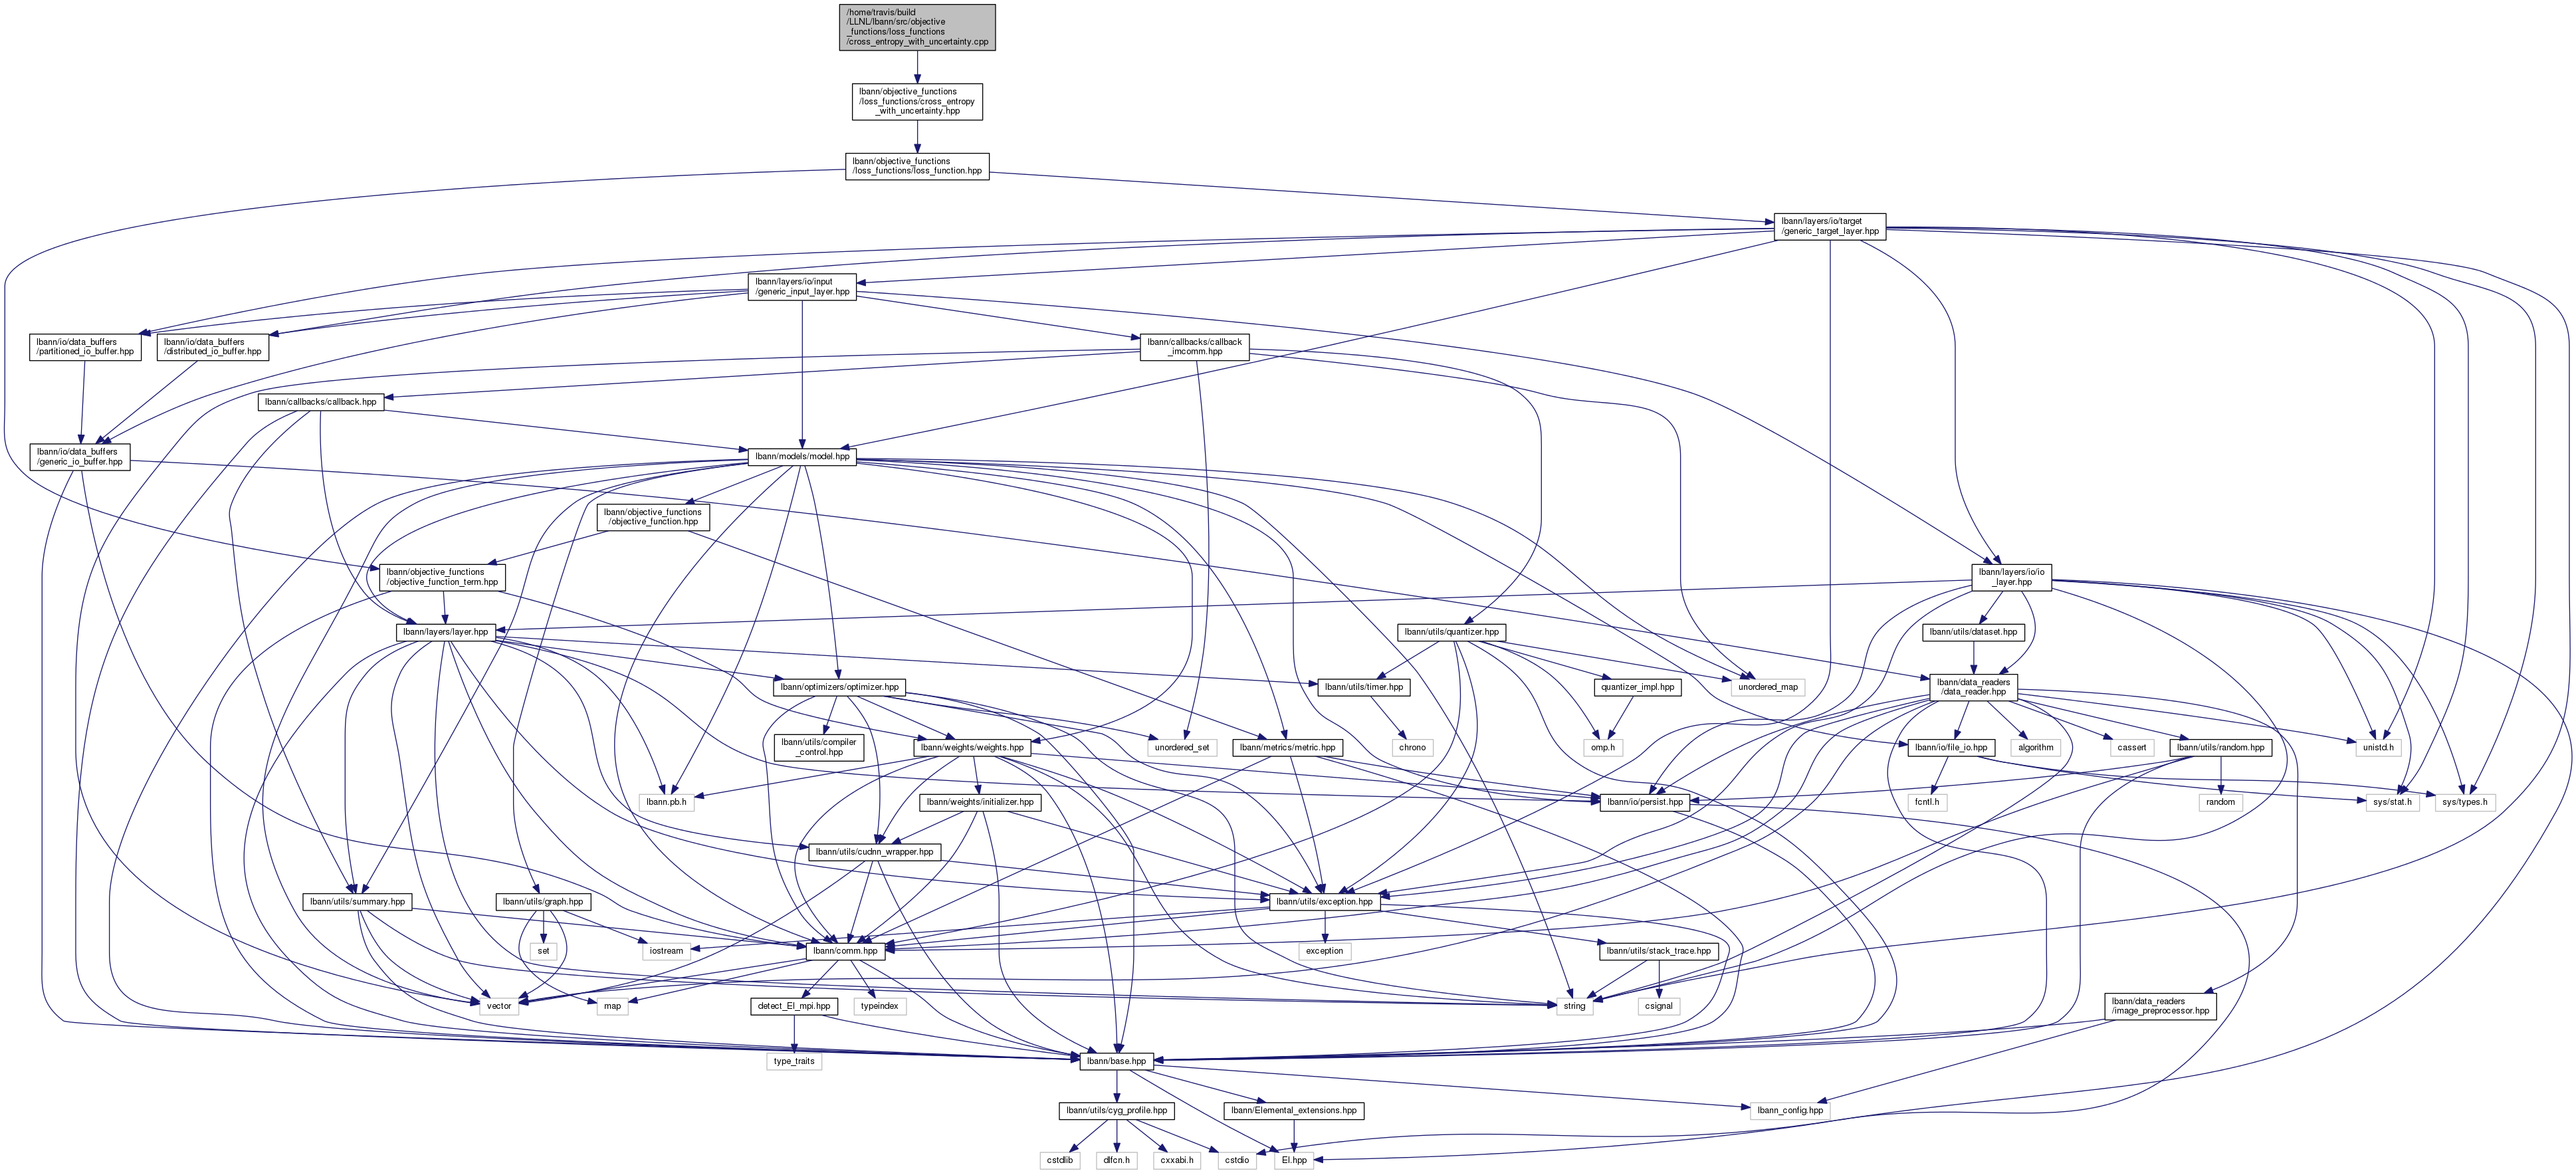 /home/travis/build
/LLNL/lbann/src/objective
_functions/loss_functions
/cross_entropy_with_uncertainty.cpp
lbann/objective_functions
/loss_functions/cross_entropy
_with_uncertainty.hpp
lbann/objective_functions
/loss_functions/loss_function.hpp
lbann/layers/io/target
/generic_target_layer.hpp
lbann/layers/io/input
/generic_input_layer.hpp
lbann/io/data_buffers
/partitioned_io_buffer.hpp
lbann/io/data_buffers
/distributed_io_buffer.hpp
lbann/callbacks/callback
_imcomm.hpp
lbann/callbacks/callback.hpp
lbann/io/data_buffers
/generic_io_buffer.hpp
lbann/models/model.hpp
lbann/objective_functions
/objective_function.hpp
lbann/objective_functions
/objective_function_term.hpp
lbann/layers/io/io
_layer.hpp
lbann/layers/layer.hpp
lbann/utils/quantizer.hpp
lbann/utils/dataset.hpp
lbann/optimizers/optimizer.hpp
lbann/utils/timer.hpp
quantizer_impl.hpp
unordered_map
lbann/data_readers
/data_reader.hpp
lbann/utils/compiler
_control.hpp
lbann/weights/weights.hpp
unordered_set
lbann/metrics/metric.hpp
chrono
omp.h
lbann/io/file_io.hpp
algorithm
cassert
lbann/utils/random.hpp
unistd.h
lbann.pb.h
lbann/weights/initializer.hpp
lbann/io/persist.hpp
fcntl.h
random
sys/stat.h
sys/types.h
lbann/utils/cudnn_wrapper.hpp
lbann/utils/summary.hpp
lbann/utils/graph.hpp
lbann/utils/exception.hpp
set
iostream
lbann/comm.hpp
exception
lbann/utils/stack_trace.hpp
vector
map
detect_El_mpi.hpp
typeindex
string
csignal
lbann/data_readers
/image_preprocessor.hpp
type_traits
lbann/base.hpp
lbann/utils/cyg_profile.hpp
lbann/Elemental_extensions.hpp
lbann_config.hpp
cstdlib
dlfcn.h
cxxabi.h
cstdio
El.hpp